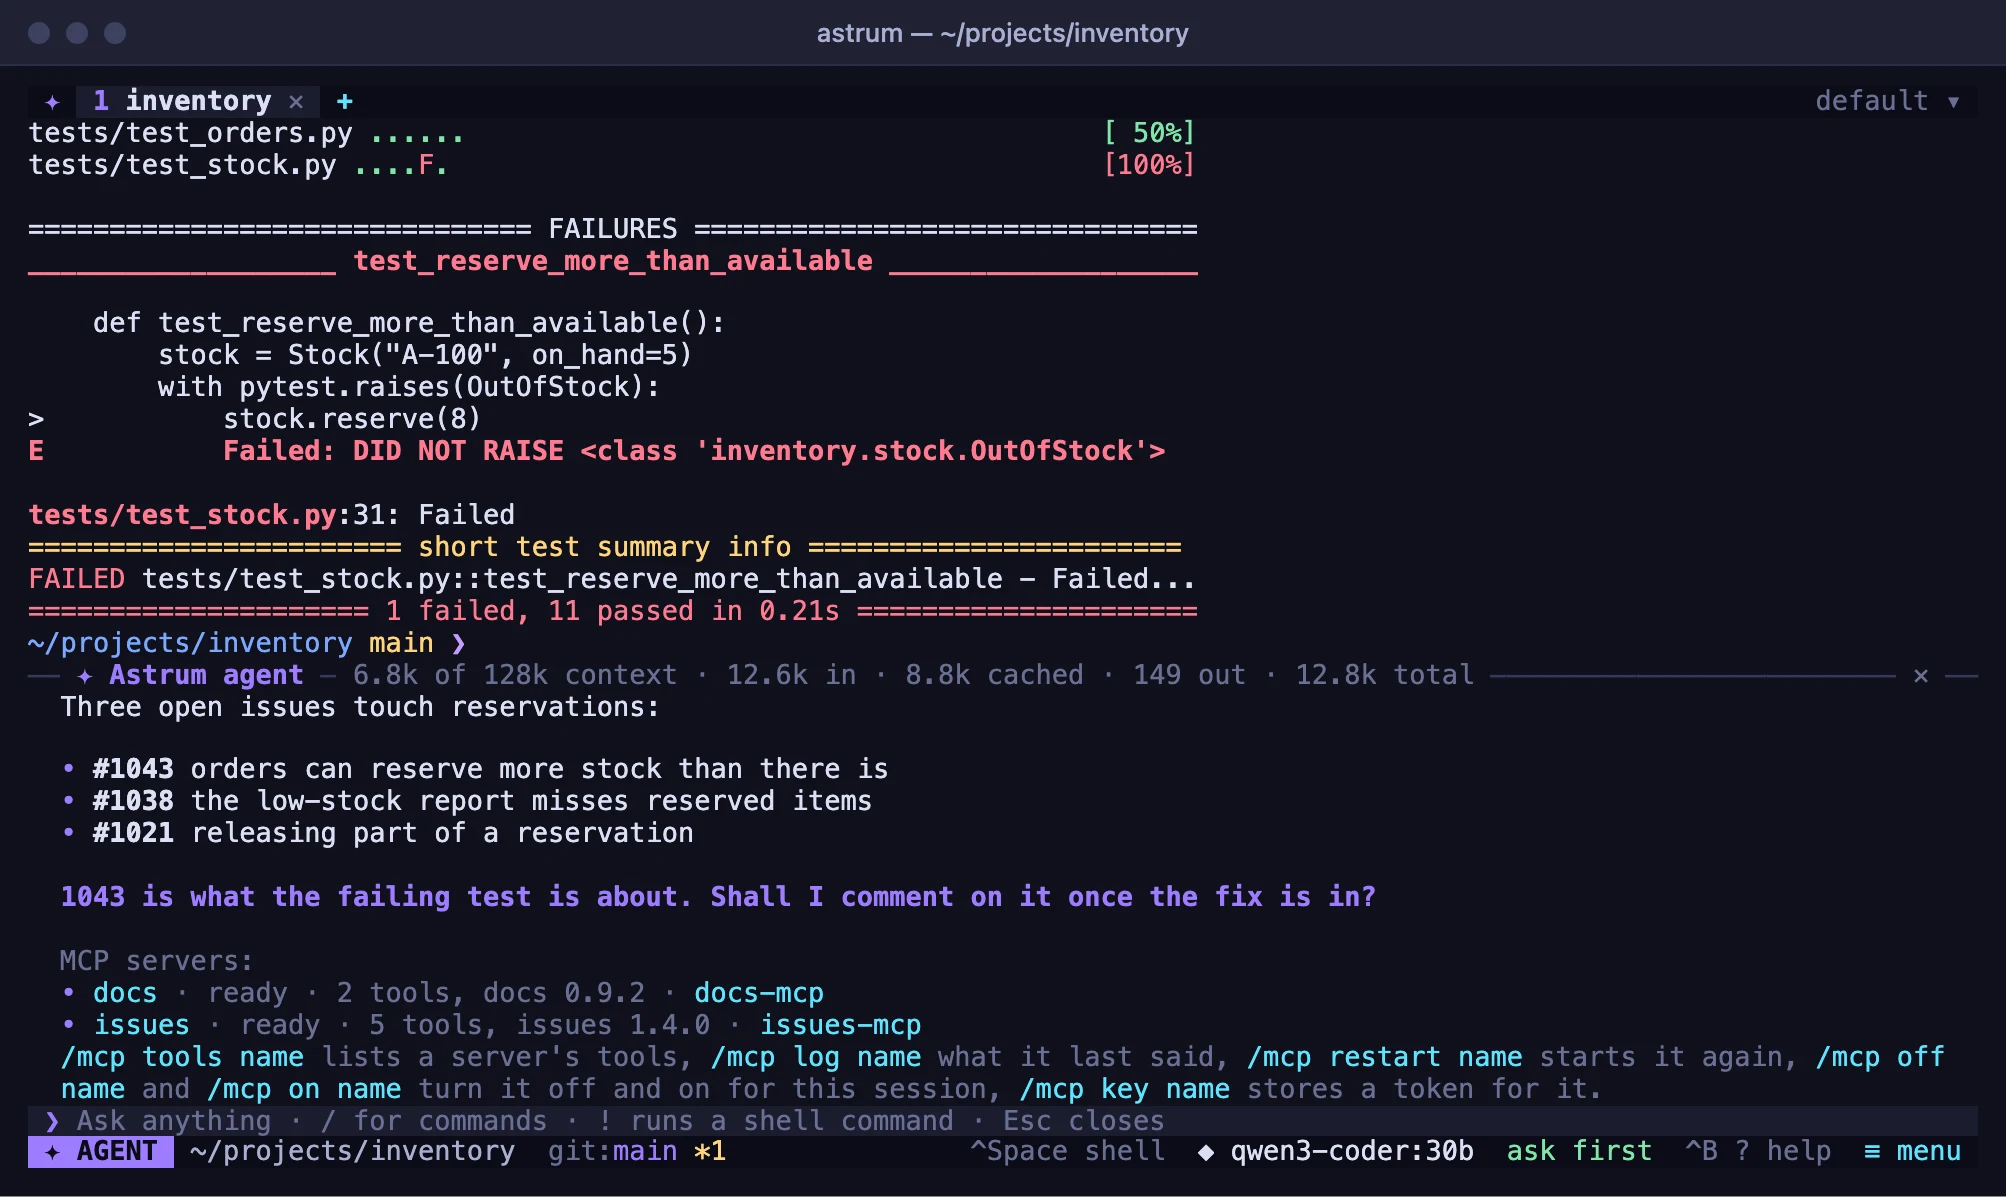 astrum — ~/projects/inventory
✦ 1 inventory × + default ▾
tests/test_orders.py ...... [ 50%]
tests/test_stock.py ....F. [100%]
=============================== FAILURES ===============================
___________________ test_reserve_more_than_available ___________________
def test_reserve_more_than_available():
stock = Stock("A-100", on_hand=5)
with pytest.raises(OutOfStock):
> stock.reserve(8)
E Failed: DID NOT RAISE <class 'inventory.stock.OutOfStock'>
tests/test_stock.py:31: Failed
======================= short test summary info =======================
FAILED tests/test_stock.py::test_reserve_more_than_available - Failed...
===================== 1 failed, 11 passed in 0.21s =====================
~/projects/inventory main ❯
── ✦ Astrum agent ─ 6.8k of 128k context · 12.6k in · 8.8k cached · 149 out · 12.8k total ───────────────────────── × ──
Three open issues touch reservations:
• #1043 orders can reserve more stock than there is
• #1038 the low-stock report misses reserved items
• #1021 releasing part of a reservation
1043 is what the failing test is about. Shall I comment on it once the fix is in?
MCP servers:
• docs · ready · 2 tools, docs 0.9.2 · docs-mcp
• issues · ready · 5 tools, issues 1.4.0 · issues-mcp
/mcp tools name lists a server's tools, /mcp log name what it last said, /mcp restart name starts it again, /mcp off
name and /mcp on name turn it off and on for this session, /mcp key name stores a token for it.
❯ Ask anything · / for commands · ! runs a shell command · Esc closes
✦ AGENT ~/projects/inventory git:main *1 ^Space shell ◆ qwen3-coder:30b ask first ^B ? help ≡ menu